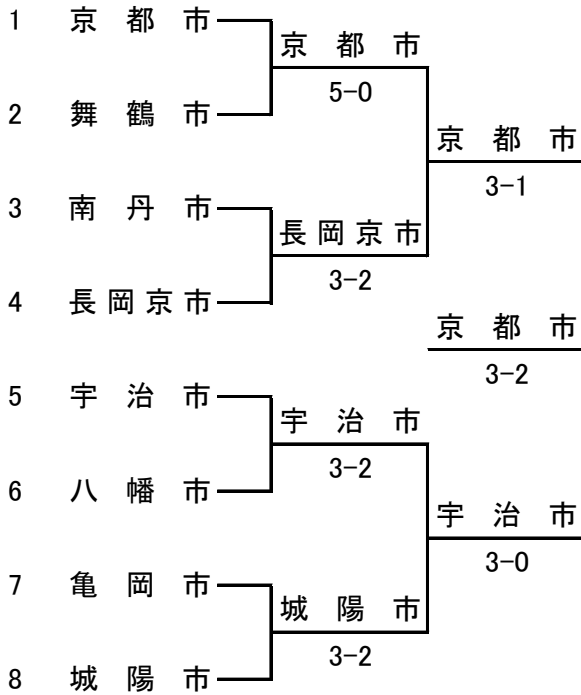 1 京都市
京都市
5-0
2 舞鶴市
京都市
3-1
3 南丹市
長岡京市
3-2
4 長岡京市
京都市
3-2
5 宇治市
宇治市
3-2
6 八幡市
宇治市
3-0
7 亀岡市
城陽市
3-2
8 城陽市